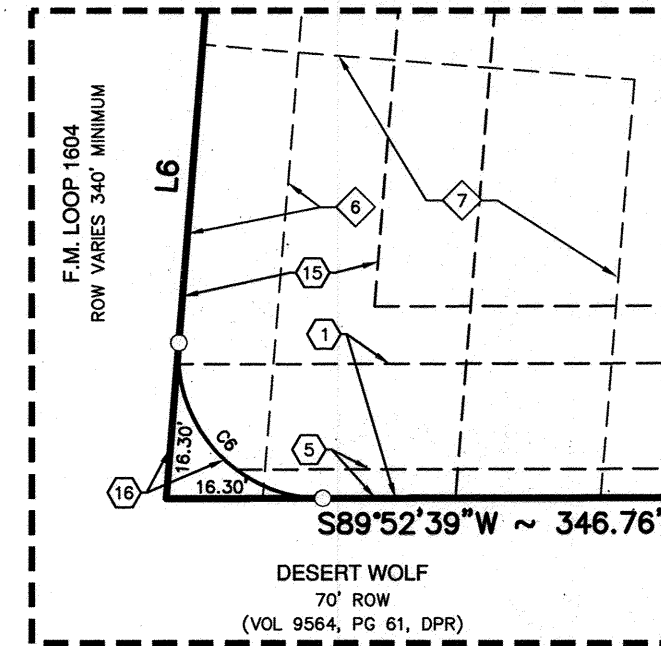 F.M. LOOP 1604
ROW VARIES 340' MINIMUM
L6
6
7
15
1
C6
5
16.30'
16
16.30'
S89°52'39"W ~ 346.76'
DESERT WOLF
70' ROW
(VOL 9564, PG 61, DPR)